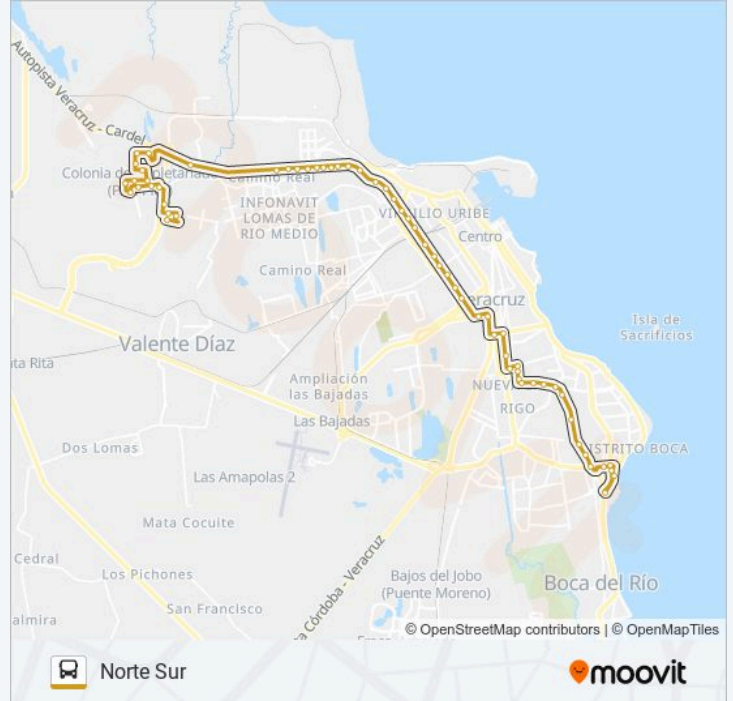 Autopista Veracruz - Cardel
Colonia de
Camino Real
INFONAVIT
LOMAS DE
RIO MEDIO
VIRGILIO URIBE
Centro
Camino Real
Veracruz
Isla de
Sacrificios
Valente Díaz
ta Rita
Ampliación
las Bajadas
NUEV
RIGO
Las Bajadas
ISTRITO BOCA
Dos Lomas
Las Amapolas 2
Mata Cocuite
Cedral
Los Pichones
Bajos del Jobo
(Puente Moreno)
Boca del Río
San Francisco
almira
a Córdoba - Veracruz
© OpenStreetMap contributors | © OpenMapTiles
Norte Sur
moovit